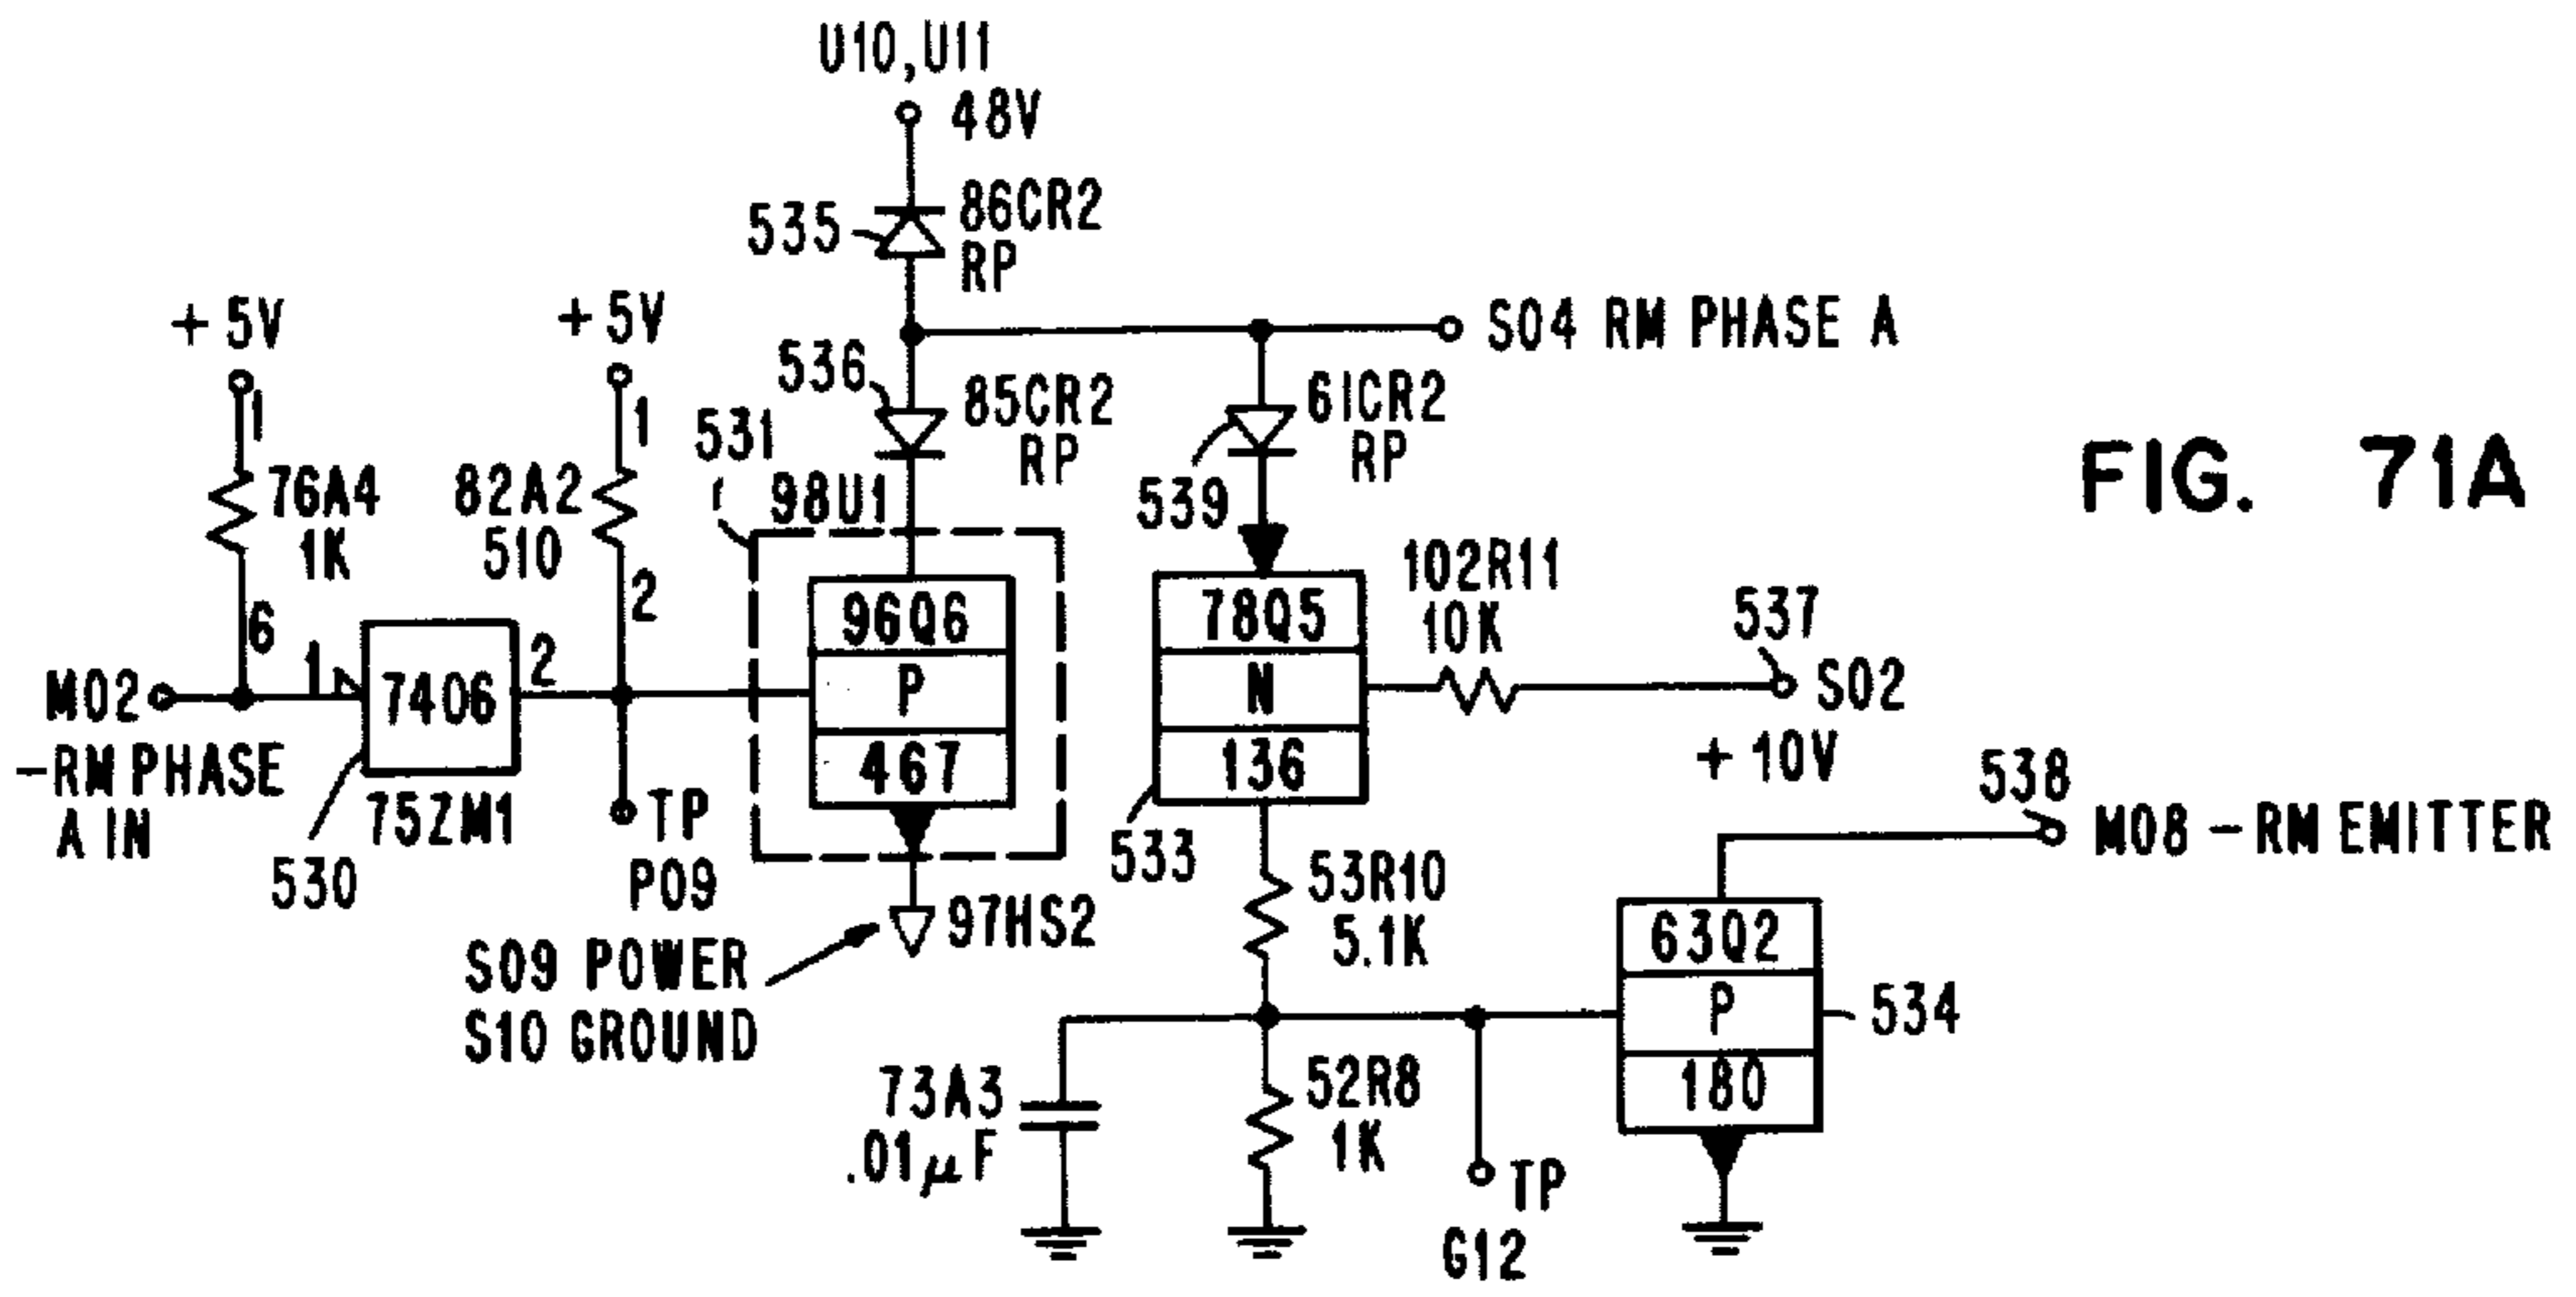 U10,U11
48V
535
86CR2
RP
+5V
+5V
S04 RM PHASE A
536
85CR2
RP
539
61CR2
RP
FIG. 71A
1
1
531
98U1
76A4
1K
82A2
510
6
2
102R11
10K
537
S02
+10V
M02
-RM PHASE
A IN
1
7406
2
75ZM1
530
TP
P09
96Q6
P
467
78Q5
N
136
533
538
M08 -RM EMITTER
S09 POWER
S10 GROUND
97HS2
53R10
5.1K
63Q2
P
180
534
73A3
.01µF
52R8
1K
TP
G12